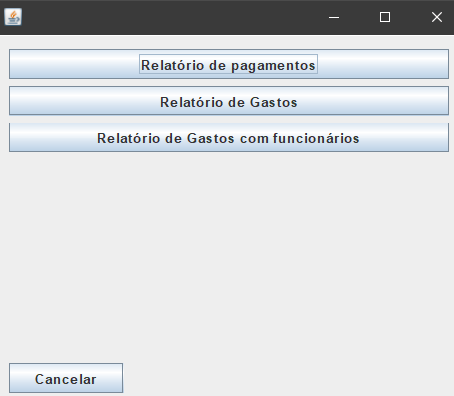 Relatório de pagamentos
Relatório de Gastos
Relatório de Gastos com funcionários
Cancelar